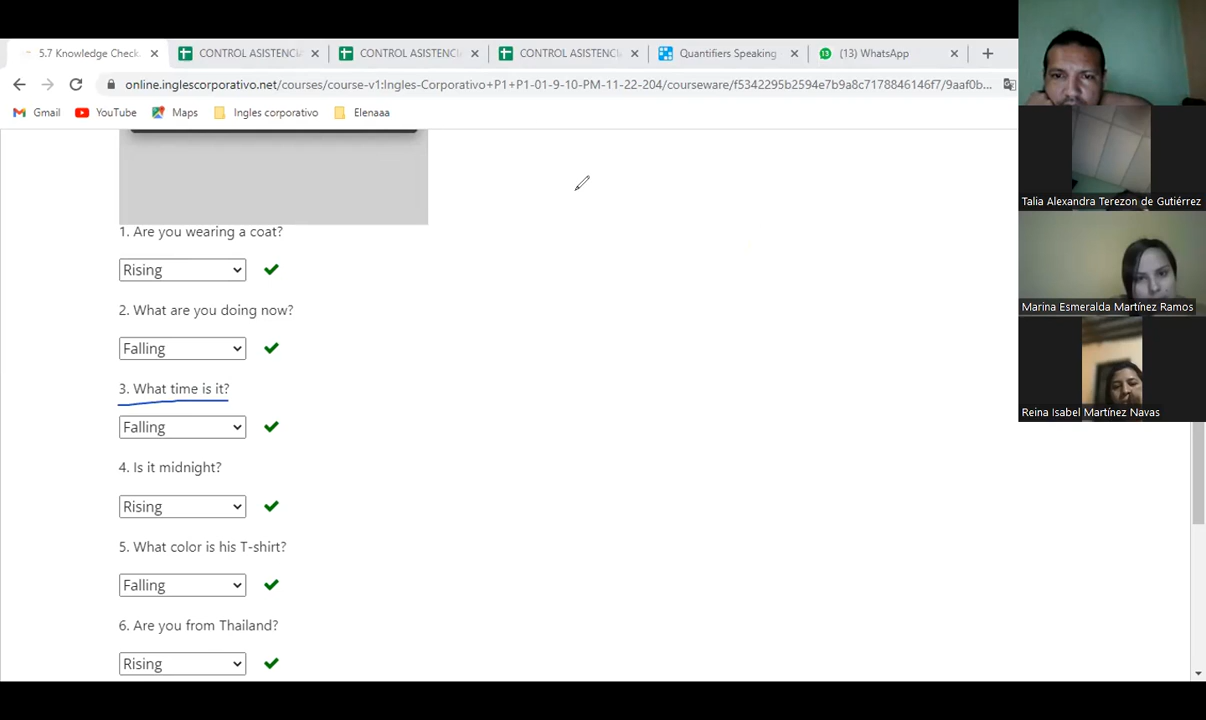 5.7 Knowledge Check
CONTROL ASISTENCIA
CONTROL ASISTENCIA
CONTROL ASISTENCIA
Quantifiers Speaking
(13) WhatsApp
online.inglescorporativo.net/courses/course-v1:Ingles-Corporativo+P1+P1-01-9-10-PM-11-22-204/courseware/f5342295b2594e7b9a8c7178846146f7/9aaf0b...
Gmail
YouTube
Maps
Ingles corporativo
Elenaaa
1. Are you wearing a coat?
Rising
2. What are you doing now?
Falling
3. What time is it?
Falling
4. Is it midnight?
Rising
5. What color is his T-shirt?
Falling
6. Are you from Thailand?
Rising
Talia Alexandra Terezon de Gutiérrez
Marina Esmeralda Martínez Ramos
Reina Isabel Martínez Navas